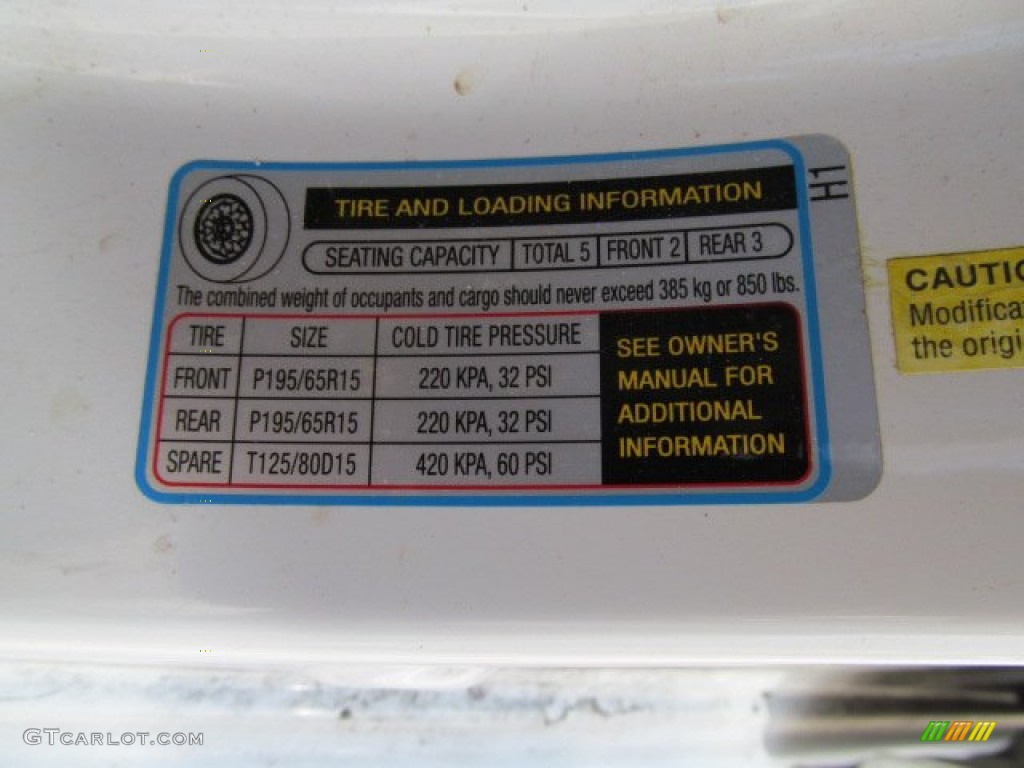 H1
TIRE AND LOADING INFORMATION
SEATING CAPACITY TOTAL 5 FRONT 2 REAR 3
The combined weight of occupants and cargo should never exceed 385 kg or 850 lbs.
TIRE SIZE COLD TIRE PRESSURE
FRONT P195/65R15 220 KPA, 32 PSI
REAR P195/65R15 220 KPA, 32 PSI
SPARE T125/80D15 420 KPA, 60 PSI
SEE OWNER'S
MANUAL FOR
ADDITIONAL
INFORMATION
CAUTIO
Modifica
the origi
GTCARLOT.COM